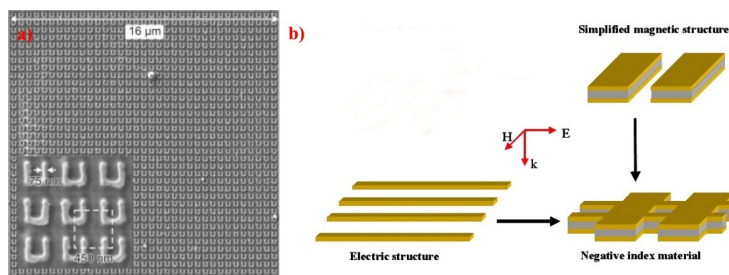 a)
16 μm
75 nm
450 nm
b)
Simplified magnetic structure
H
E
k
Electric structure
Negative index material